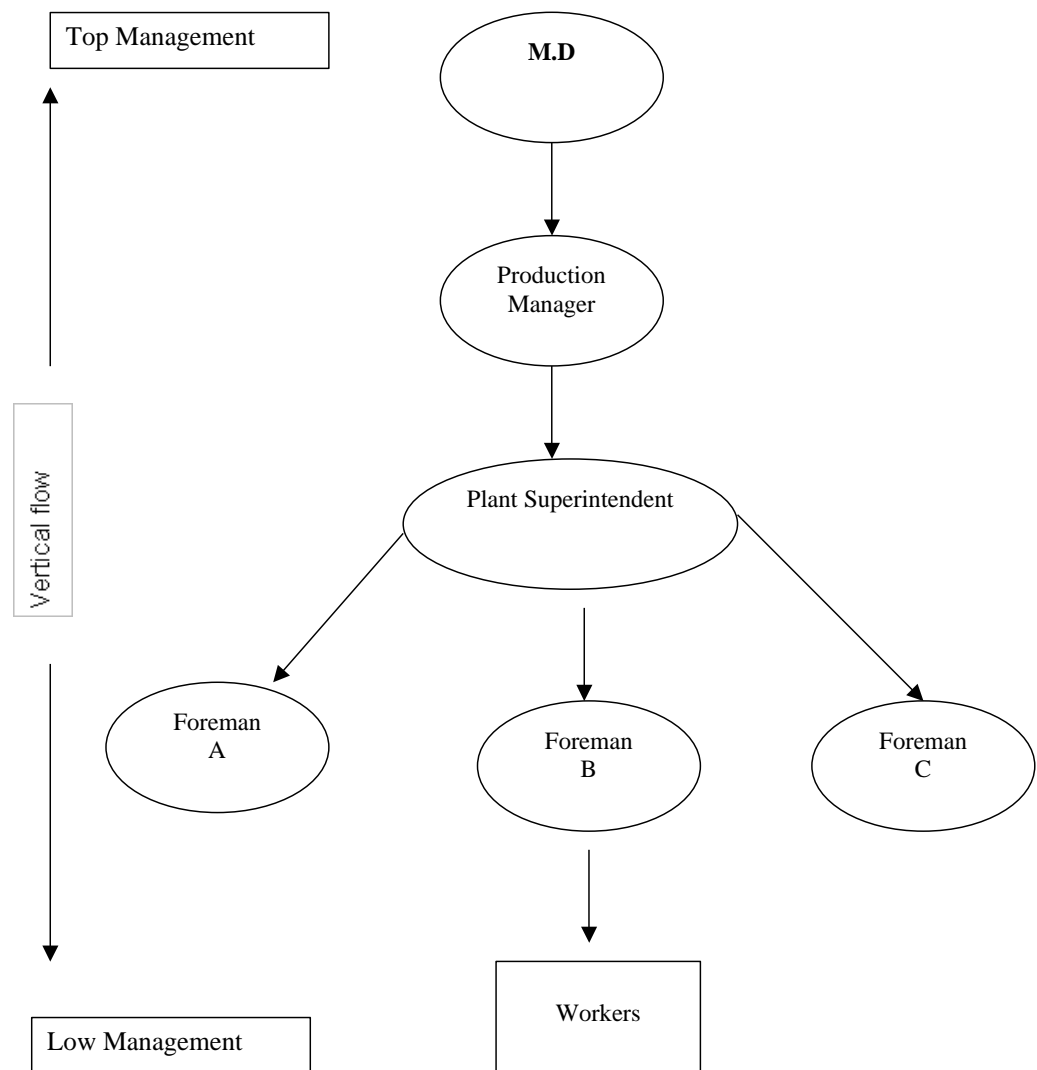 Top Management
M.D
Production
Manager
Vertical flow
Plant Superintendent
Foreman
A
Foreman
B
Foreman
C
Workers
Low Management